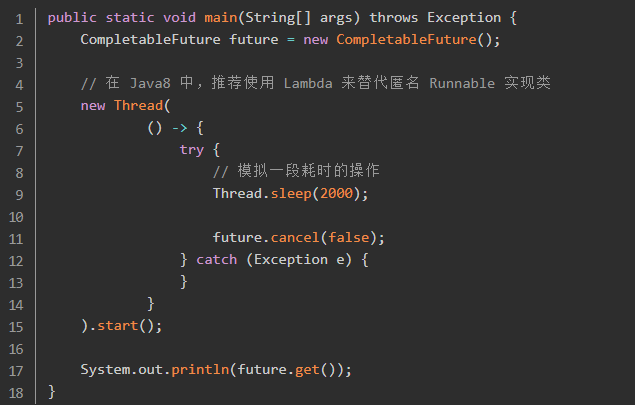 1 public static void main(String[] args) throws Exception {
2     CompletableFuture future = new CompletableFuture();
3
4     // 在 Java8 中，推荐使用 Lambda 来替代匿名 Runnable 实现类
5     new Thread(
6             () -> {
7                 try {
8                     // 模拟一段耗时的操作
9                     Thread.sleep(2000);
10
11                     future.cancel(false);
12                 } catch (Exception e) {
13                 }
14             }
15     ).start();
16
17     System.out.println(future.get());
18 }